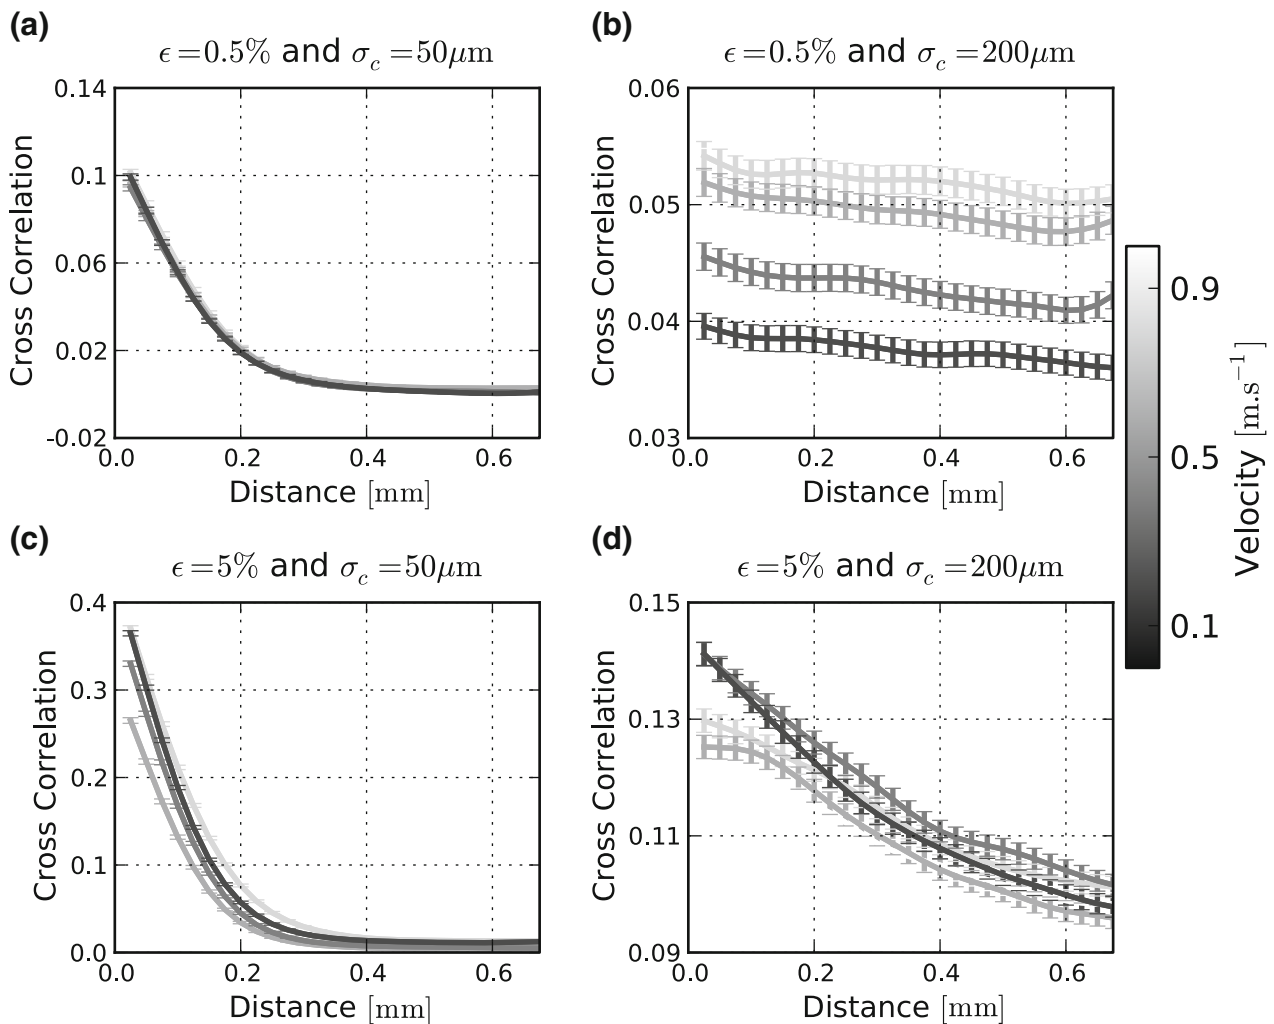 (a)
ϵ=0.5% and σ_c=50μm
0.14
0.1
0.06
0.02
-0.02
0.0 0.2 0.4 0.6
Cross Correlation
Distance [mm]
(b)
ϵ=0.5% and σ_c=200μm
0.06
0.05
0.04
0.03
0.0 0.2 0.4 0.6
Cross Correlation
Distance [mm]
(c)
ϵ=5% and σ_c=50μm
0.4
0.3
0.2
0.1
0.0
0.0 0.2 0.4 0.6
Cross Correlation
Distance [mm]
(d)
ϵ=5% and σ_c=200μm
0.15
0.13
0.11
0.09
0.0 0.2 0.4 0.6
Cross Correlation
Distance [mm]
0.9
0.5
0.1
Velocity [m.s⁻¹]